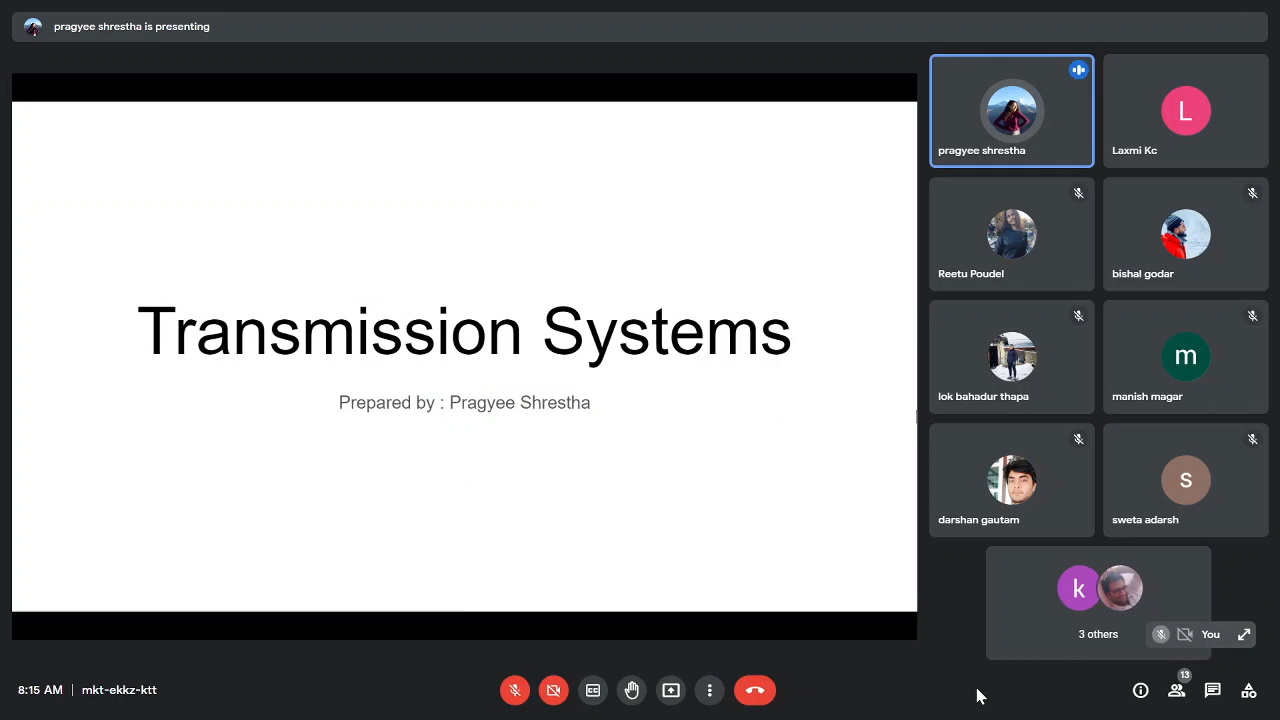 pragyee shrestha is presenting
Transmission Systems
Prepared by : Pragyee Shrestha
pragyee shrestha
L
Laxmi Kc
Reetu Poudel
bishal godar
lok bahadur thapa
m
manish magar
darshan gautam
s
sweta adarsh
k
3 others
You
8:15 AM | mkt-ekkz-ktt
CC
13